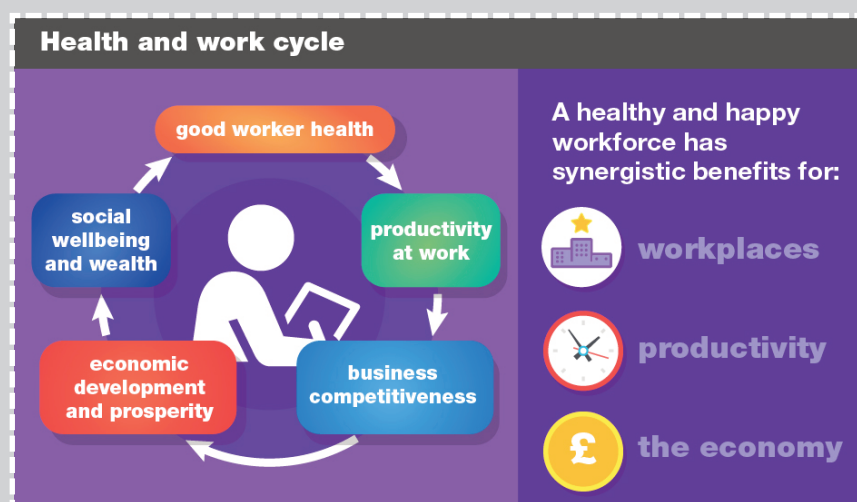 Health and work cycle
good worker health
productivity
at work
business
competitiveness
economic
development
and prosperity
social
wellbeing
and wealth
A healthy and happy
workforce has
synergistic benefits for:
workplaces
productivity
£
the economy